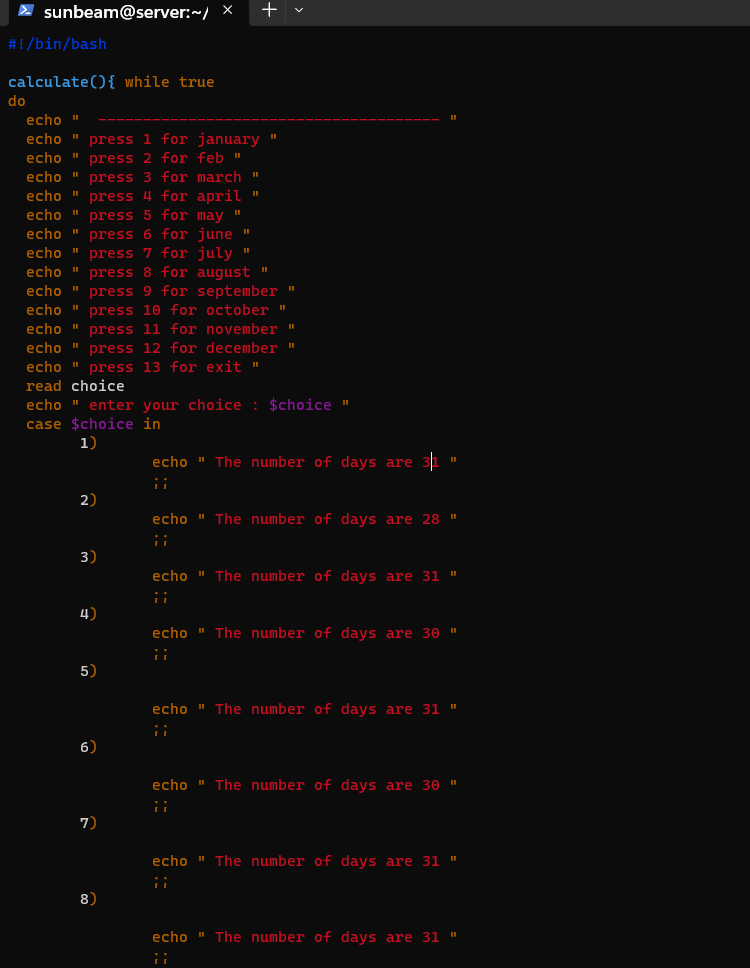 sunbeam@server:~/
#!/bin/bash
calculate(){ while true
do
  echo "  -------------------------------------- "
  echo " press 1 for january "
  echo " press 2 for feb "
  echo " press 3 for march "
  echo " press 4 for april "
  echo " press 5 for may "
  echo " press 6 for june "
  echo " press 7 for july "
  echo " press 8 for august "
  echo " press 9 for september "
  echo " press 10 for october "
  echo " press 11 for november "
  echo " press 12 for december "
  echo " press 13 for exit "
  read choice
  echo " enter your choice : $choice "
  case $choice in
        1)
                echo " The number of days are 31 "
                ;;
        2)
                echo " The number of days are 28 "
                ;;
        3)
                echo " The number of days are 31 "
                ;;
        4)
                echo " The number of days are 30 "
                ;;
        5)
                echo " The number of days are 31 "
                ;;
        6)
                echo " The number of days are 30 "
                ;;
        7)
                echo " The number of days are 31 "
                ;;
        8)
                echo " The number of days are 31 "
                ;;